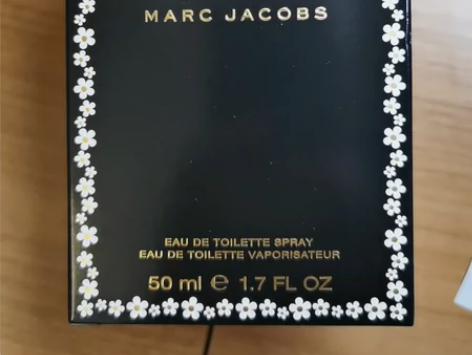 MARC JACOBS
EAU DE TOILETTE SPRAY
EAU DE TOILETTE VAPORISATEUR
50 ml ℮ 1.7 FL OZ